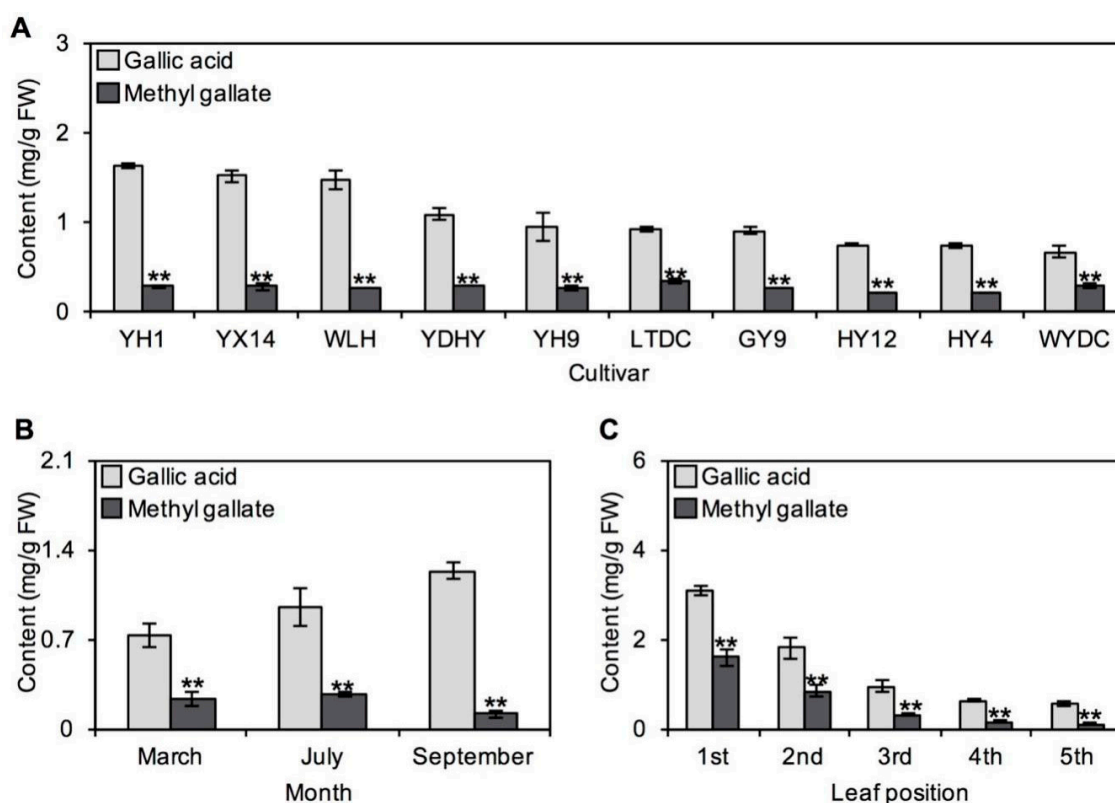 A
Content (mg/g FW)
3
2
1
0
Gallic acid
Methyl gallate
** ** ** ** ** ** ** ** ** **
YH1 YX14 WLH YDHY YH9 LTDC GY9 HY12 HY4 WYDC
Cultivar
B
Content (mg/g FW)
2.1
1.4
0.7
0
Gallic acid
Methyl gallate
** ** **
March July September
Month
C
Content (mg/g FW)
6
4
2
0
Gallic acid
Methyl gallate
** ** ** ** **
1st 2nd 3rd 4th 5th
Leaf position